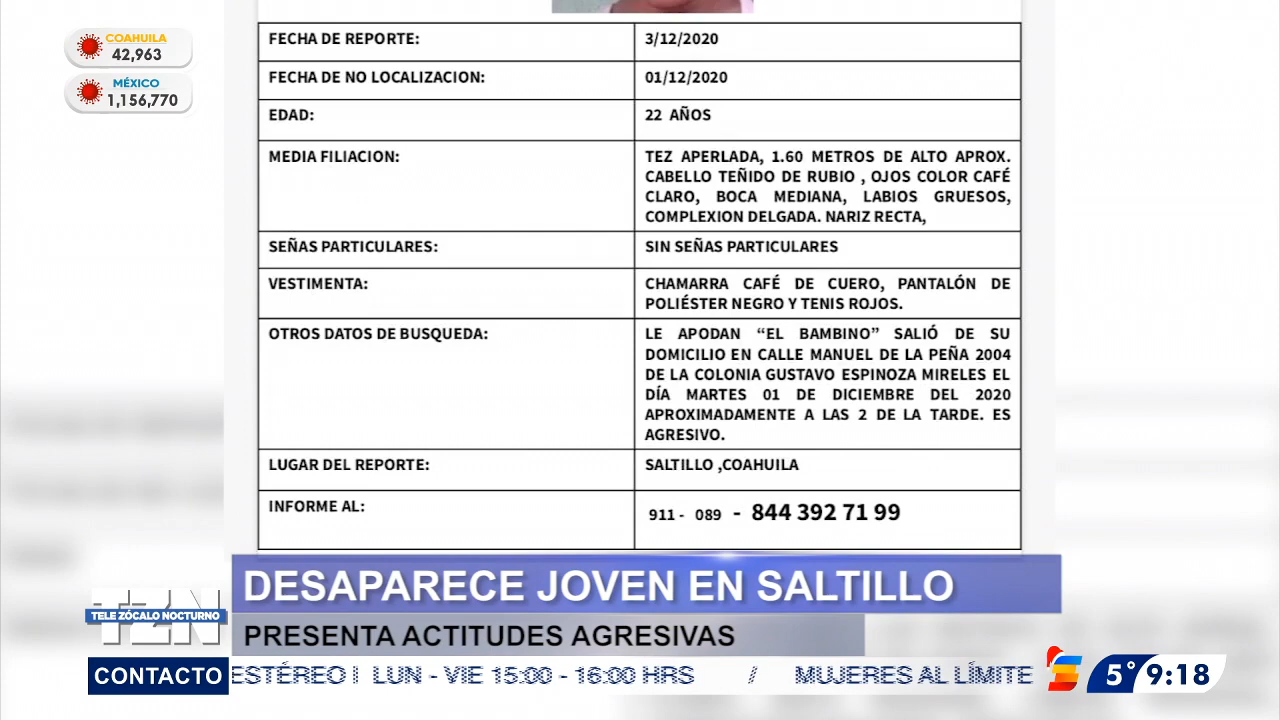 COAHUILA
42,963
MÉXICO
1,156,770
FECHA DE REPORTE:
3/12/2020
FECHA DE NO LOCALIZACION:
01/12/2020
EDAD:
22 AÑOS
MEDIA FILIACION:
TEZ APERLADA, 1.60 METROS DE ALTO APROX.
CABELLO TEÑIDO DE RUBIO , OJOS COLOR CAFÉ
CLARO, BOCA MEDIANA, LABIOS GRUESOS,
COMPLEXION DELGADA. NARIZ RECTA,
SEÑAS PARTICULARES:
SIN SEÑAS PARTICULARES
VESTIMENTA:
CHAMARRA CAFÉ DE CUERO, PANTALÓN DE
POLIÉSTER NEGRO Y TENIS ROJOS.
OTROS DATOS DE BUSQUEDA:
LE APODAN “EL BAMBINO” SALIÓ DE SU
DOMICILIO EN CALLE MANUEL DE LA PEÑA 2004
DE LA COLONIA GUSTAVO ESPINOZA MIRELES EL
DÍA MARTES 01 DE DICIEMBRE DEL 2020
APROXIMADAMENTE A LAS 2 DE LA TARDE. ES
AGRESIVO.
LUGAR DEL REPORTE:
SALTILLO ,COAHUILA
INFORME AL:
911 - 089 - 844 392 71 99
DESAPARECE JOVEN EN SALTILLO
PRESENTA ACTITUDES AGRESIVAS
TZN
TELE ZÓCALO NOCTURNO
CONTACTO
ESTÉREO T LUN - VIE 15:00 - 16:00 HRS / MUJERES AL LÍMITE
5° 9:18